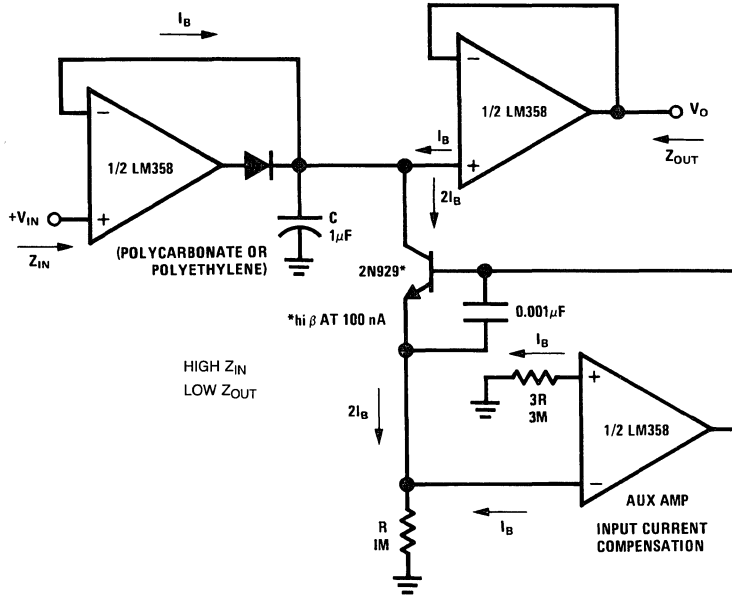 I_B
−
1/2 LM358
+
+V_IN
Z_IN
C
1μF
(POLYCARBONATE OR
POLYETHYLENE)
−
1/2 LM358
+
I_B
V_O
Z_OUT
2I_B
2N929*
*hi β AT 100 nA
0.001μF
HIGH Z_IN
LOW Z_OUT
I_B
3R
3M
+
1/2 LM358
−
2I_B
R
1M
I_B
AUX AMP
INPUT CURRENT
COMPENSATION